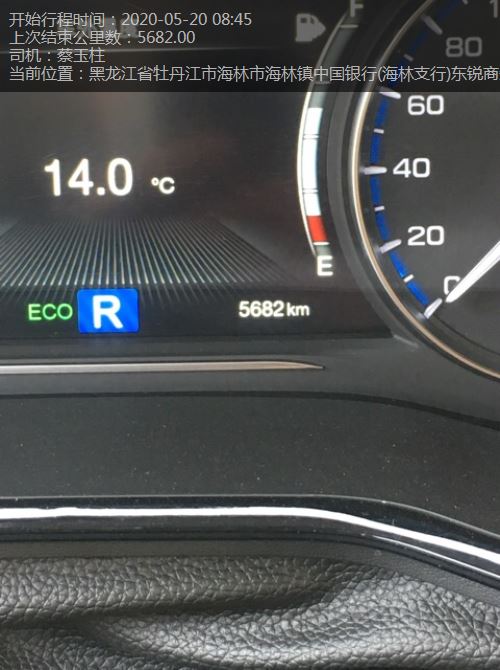 开始行程时间：2020-05-20 08:45
上次结束公里数：5682.00
司机：蔡玉柱
当前位置：黑龙江省牡丹江市海林市海林镇中国银行(海林支行)东锐商
F
80
60
40
20
0
14.0 °C
E
ECO R 5682km